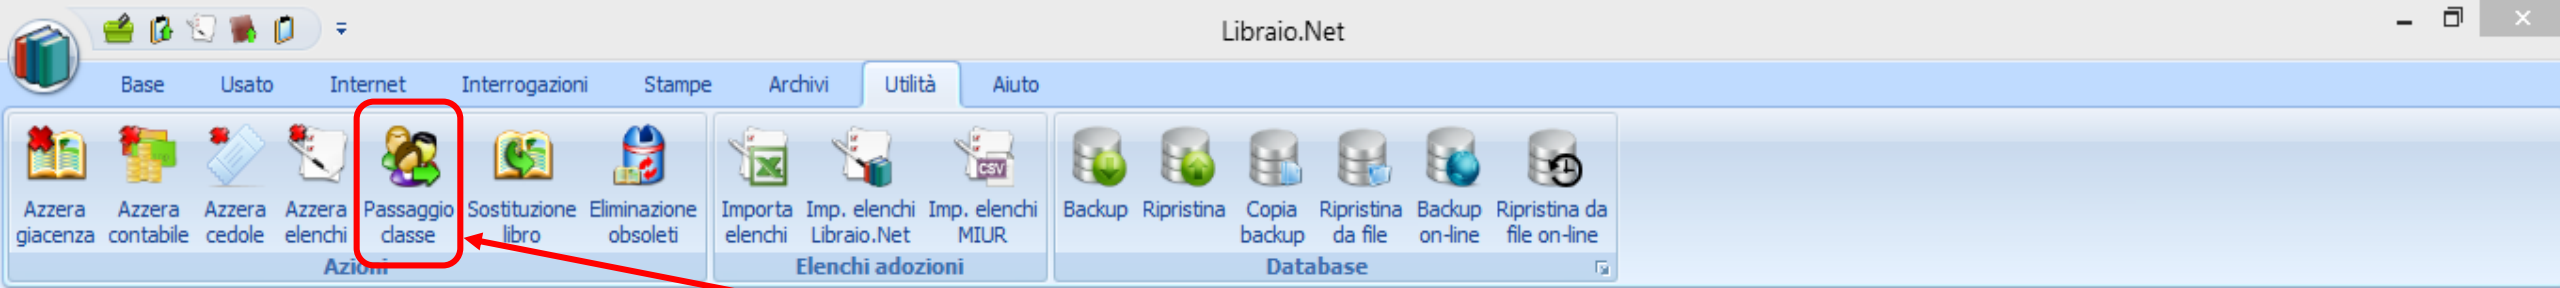 Libraio.Net
Base Usato Internet Interrogazioni Stampe Archivi Utilità Aiuto
Azzera giacenza
Azzera contabile
Azzera cedole
Azzera elenchi
Passaggio classe
Sostituzione libro
Eliminazione obsoleti
Importa elenchi
Imp. elenchi Libraio.Net
Imp. elenchi MIUR
CSV
Backup
Ripristina
Copia backup
Ripristina da file
Backup on-line
Ripristina da file on-line
Azioni
Elenchi adozioni
Database